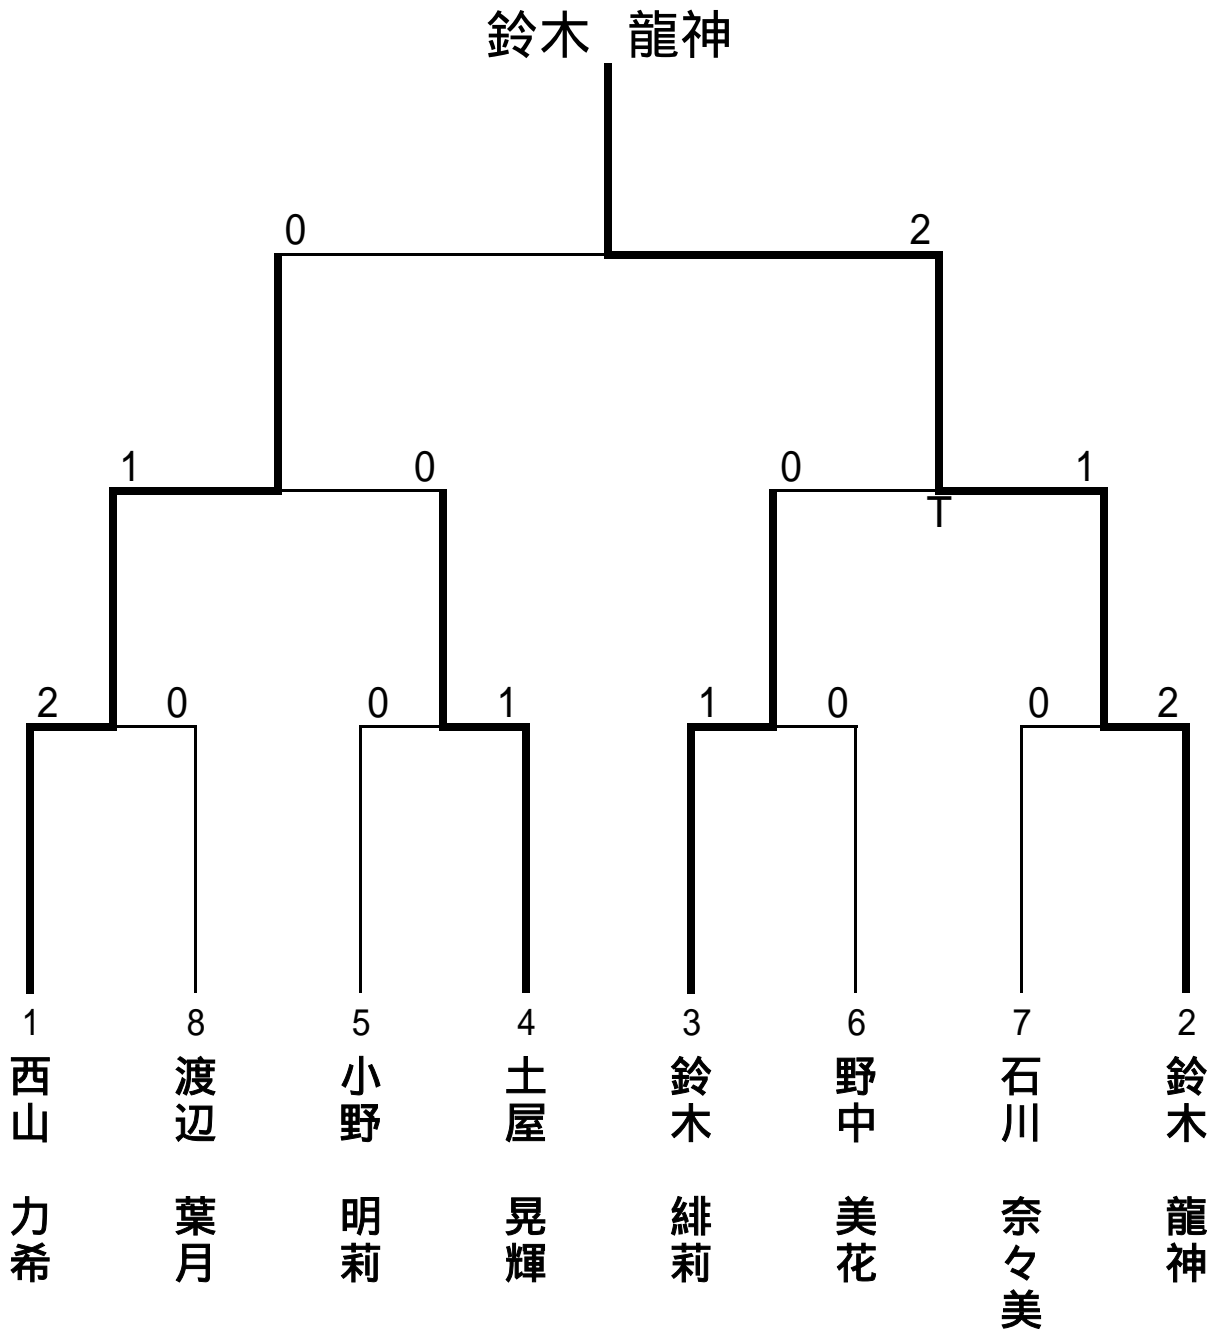 鈴木 龍神
0 2
1 0 0 1
T
2 0 0 1 1 0 0 2
1 8 5 4 3 6 7 2
西山 力希
渡辺 葉月
小野 明莉
土屋 晃輝
鈴木 緋莉
野中 美花
石川 奈々美
鈴木 龍神